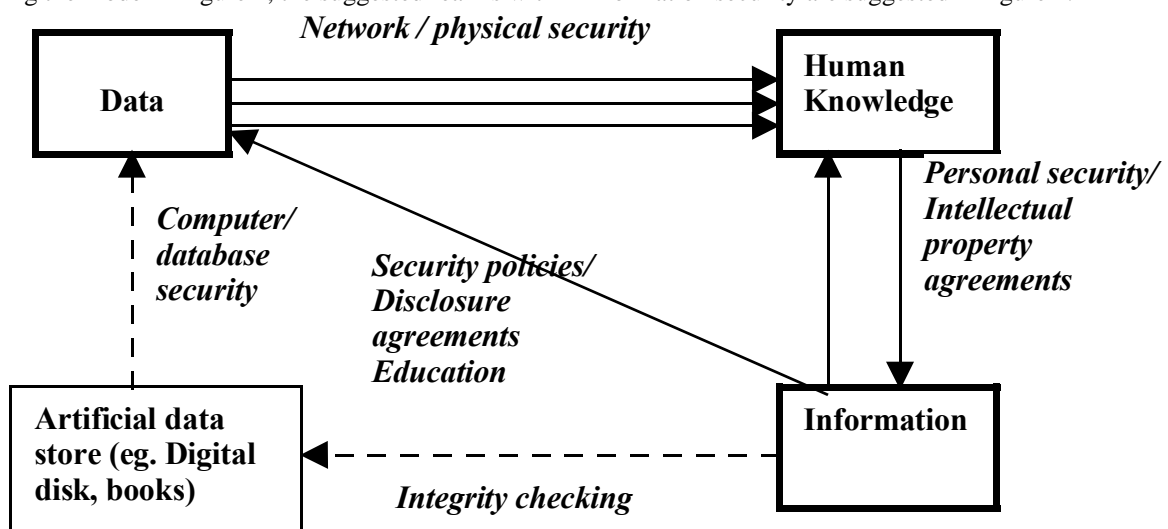 Network / physical security
Data
Human
Knowledge
Personal security/
Intellectual
property
agreements
Computer/
database
security
Security policies/
Disclosure
agreements
Education
Artificial data
store (eg. Digital
disk, books)
Information
Integrity checking